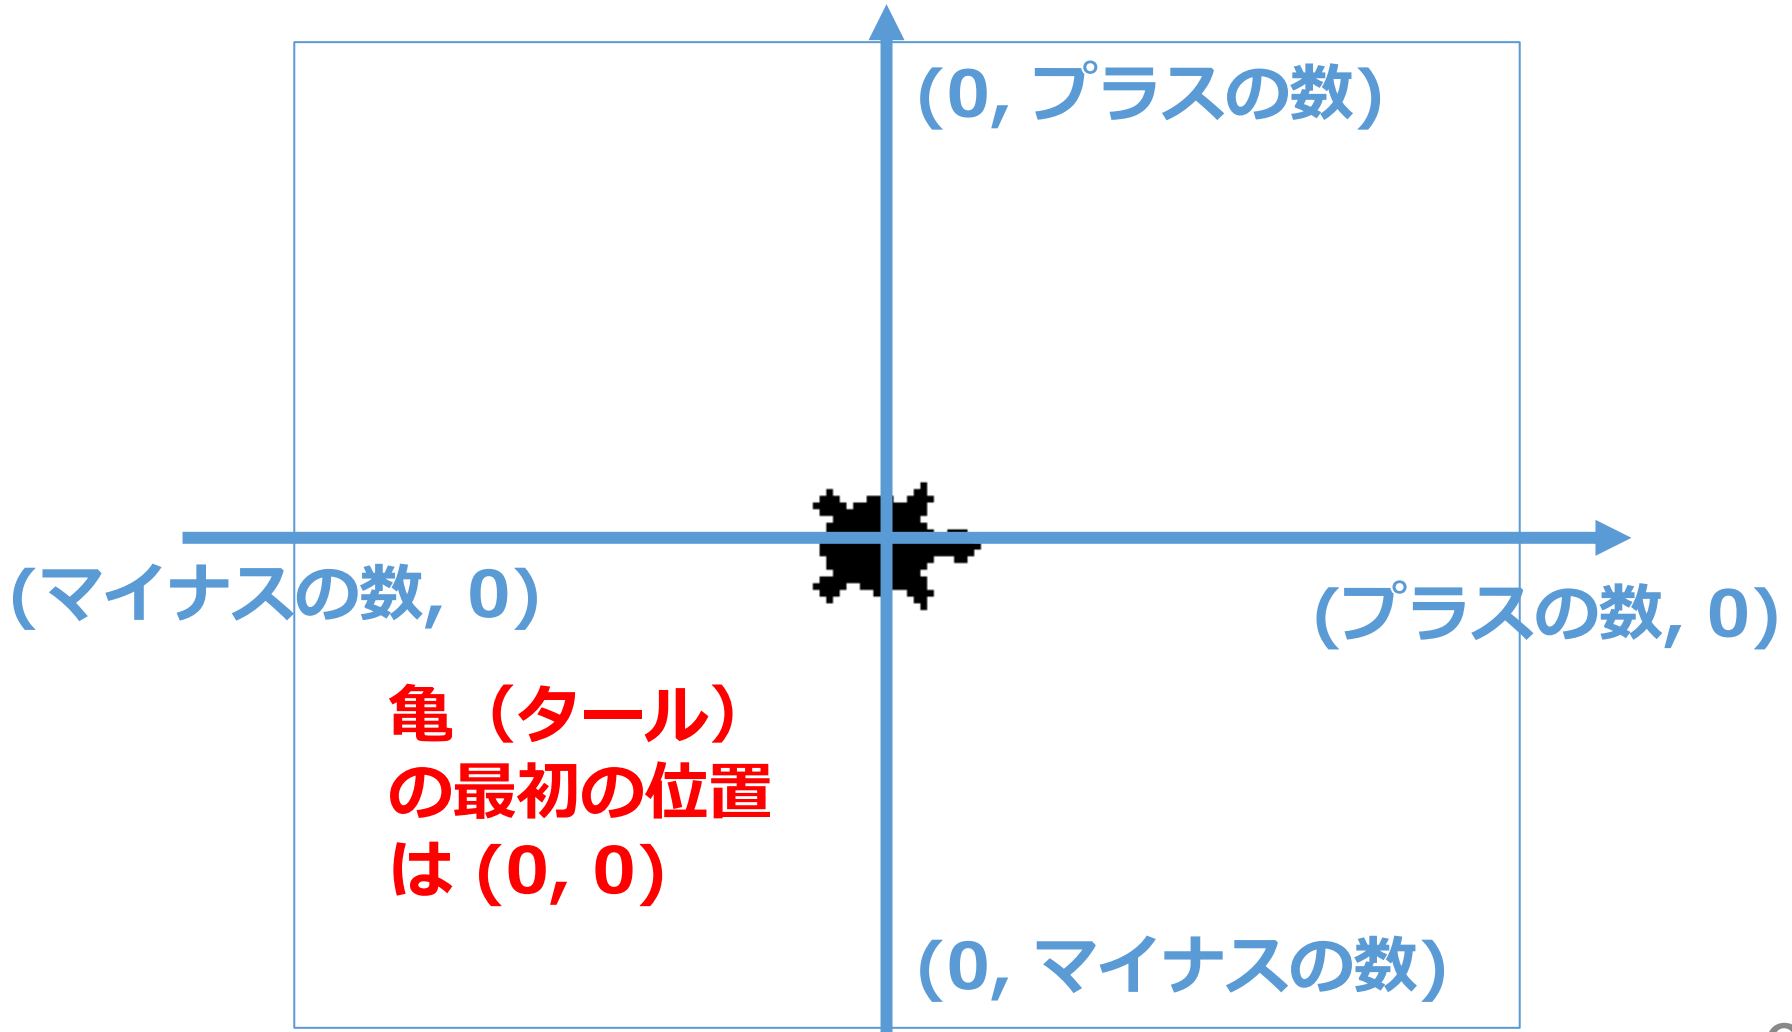 (0, プラスの数)
(マイナスの数, 0)
(プラスの数, 0)
亀（タール）
の最初の位置
は (0, 0)
(0, マイナスの数)